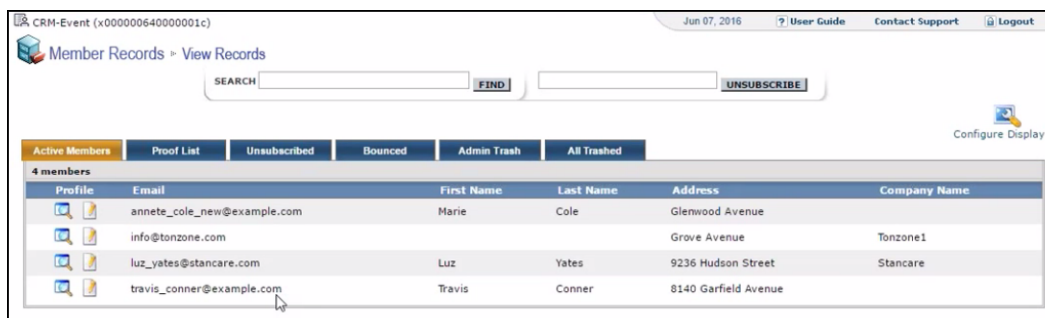 CRM-Event (x000000640000001c) Jun 07, 2016 ? User Guide Contact Support Logout
Member Records » View Records
SEARCH FIND UNSUBSCRIBE
Configure Display
Active Members Proof List Unsubscribed Bounced Admin Trash All Trashed
4 members
Profile Email First Name Last Name Address Company Name
annete_cole_new@example.com Marie Cole Glenwood Avenue
info@tonzone.com Grove Avenue Tonzone1
luz_yates@stancare.com Luz Yates 9236 Hudson Street Stancare
travis_conner@example.com Travis Conner 8140 Garfield Avenue